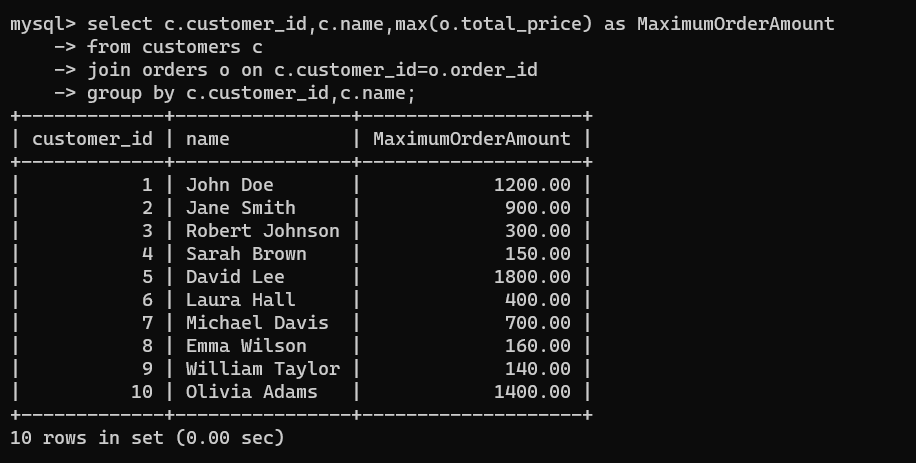 mysql> select c.customer_id,c.name,max(o.total_price) as MaximumOrderAmount
    -> from customers c
    -> join orders o on c.customer_id=o.order_id
    -> group by c.customer_id,c.name;
+-------------+----------------+--------------------+
| customer_id | name           | MaximumOrderAmount |
+-------------+----------------+--------------------+
|           1 | John Doe       |            1200.00 |
|           2 | Jane Smith     |             900.00 |
|           3 | Robert Johnson |             300.00 |
|           4 | Sarah Brown    |             150.00 |
|           5 | David Lee      |            1800.00 |
|           6 | Laura Hall     |             400.00 |
|           7 | Michael Davis  |             700.00 |
|           8 | Emma Wilson    |             160.00 |
|           9 | William Taylor |             140.00 |
|          10 | Olivia Adams   |            1400.00 |
+-------------+----------------+--------------------+
10 rows in set (0.00 sec)